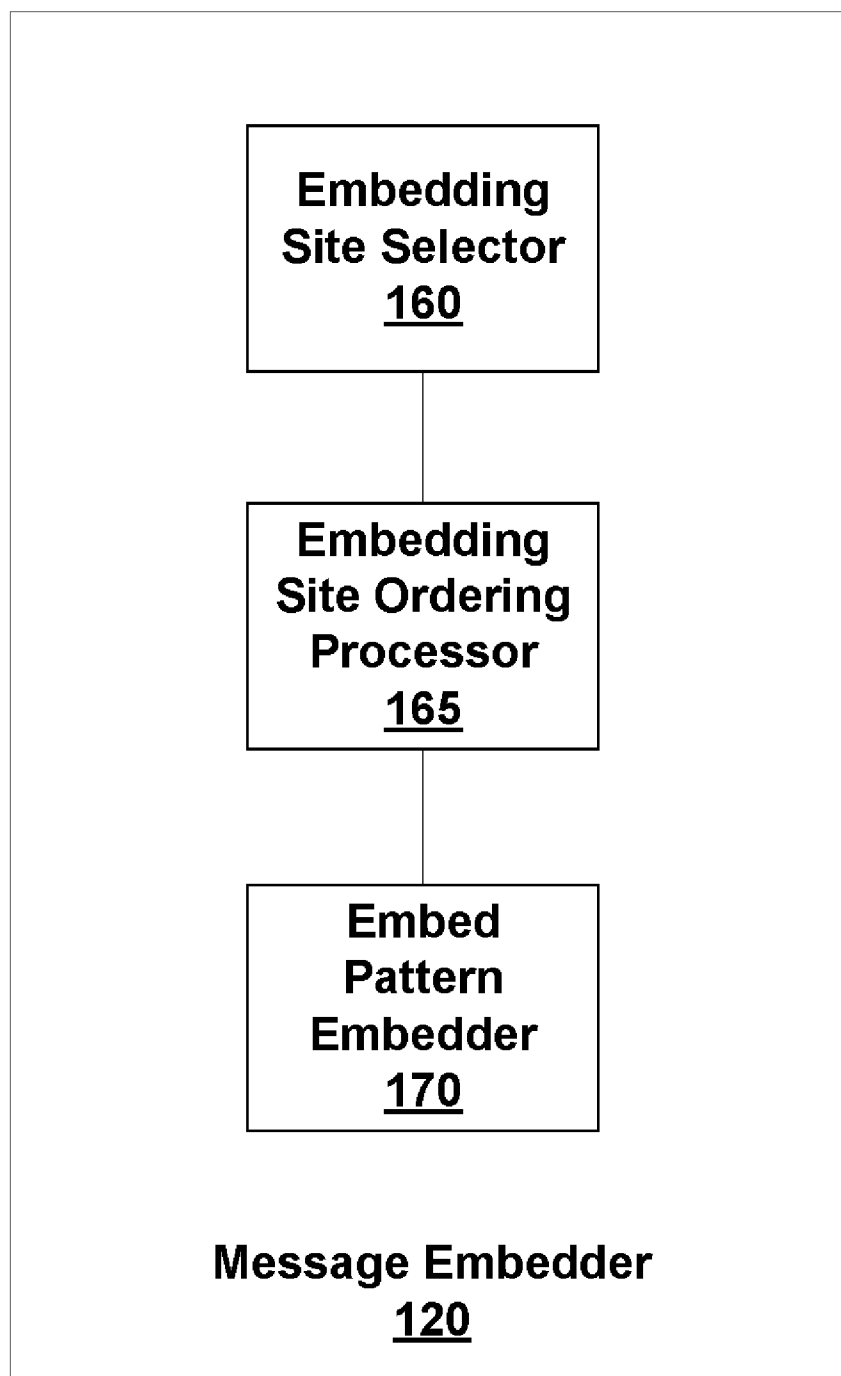 Embedding
Site Selector
160
Embedding
Site Ordering
Processor
165
Embed
Pattern
Embedder
170
Message Embedder
120